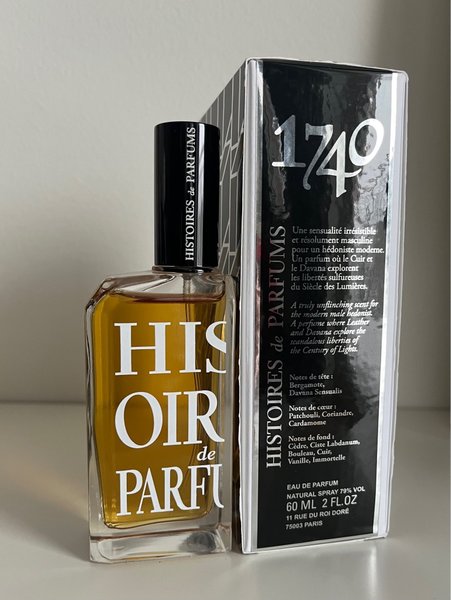 HISTOIRES de PARFUMS
HIS
OIR
de
PARFU
1740
HISTOIRES de PARFUMS
Une sensualité irrésistible
et résolument masculine
pour un hédoniste moderne.
Un parfum où le Cuir et
le Davana explorent
les libertés sulfureuses
du Siècle des Lumières.
A truly unflinching scent for
the modern male hedonist.
A perfume where Leather
and Davana explore the
scandalous liberties of
the Century of Lights.
Notes de tête :
Bergamote,
Davana Sensualis
Notes de cœur :
Patchouli, Coriandre,
Cardamome
Notes de fond :
Cèdre, Ciste Labdanum,
Bouleau, Cuir,
Vanille, Immortelle
EAU DE PARFUM
NATURAL SPRAY 79% VOL
60 ML 2 FL.OZ
11 RUE DU ROI DORÉ
75003 PARIS